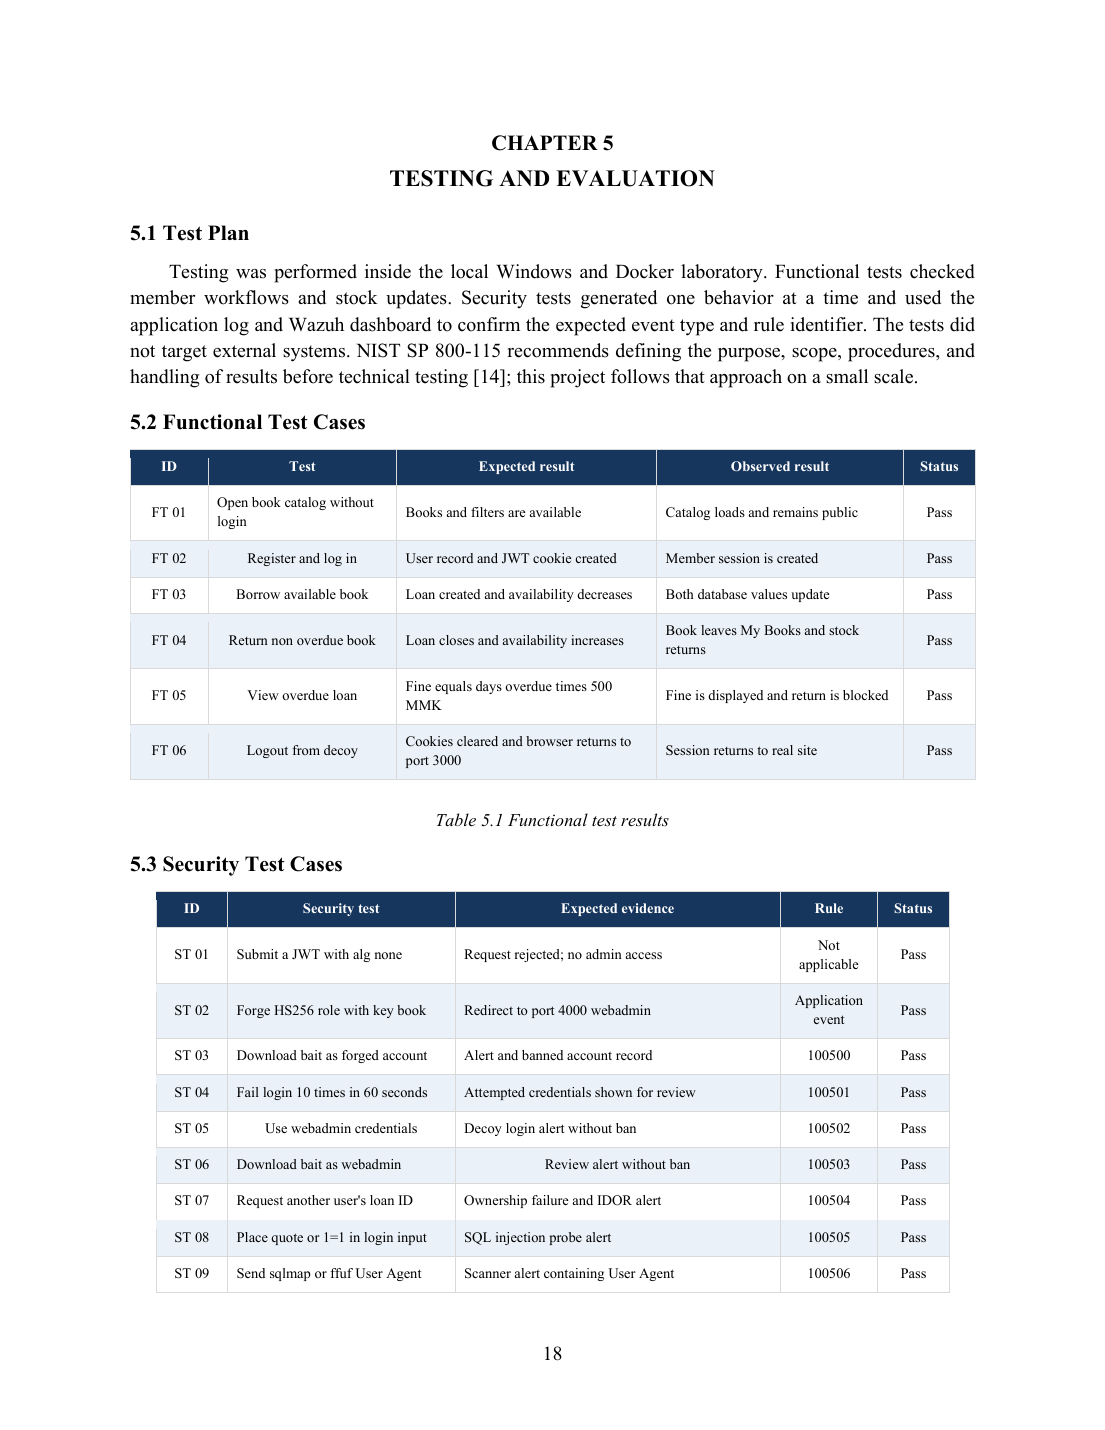 CHAPTER 5
TESTING AND EVALUATION
5.1 Test Plan
Testing was performed inside the local Windows and Docker laboratory. Functional tests checked
member workflows and stock updates. Security tests generated one behavior at a time and used the
application log and Wazuh dashboard to confirm the expected event type and rule identifier. The tests did
not target external systems. NIST SP 800-115 recommends defining the purpose, scope, procedures, and
handling of results before technical testing [14]; this project follows that approach on a small scale.
5.2 Functional Test Cases
ID Test Expected result Observed result Status
FT 01 Open book catalog without login Books and filters are available Catalog loads and remains public Pass
FT 02 Register and log in User record and JWT cookie created Member session is created Pass
FT 03 Borrow available book Loan created and availability decreases Both database values update Pass
FT 04 Return non overdue book Loan closes and availability increases Book leaves My Books and stock returns Pass
FT 05 View overdue loan Fine equals days overdue times 500 MMK Fine is displayed and return is blocked Pass
FT 06 Logout from decoy Cookies cleared and browser returns to port 3000 Session returns to real site Pass
Table 5.1 Functional test results
5.3 Security Test Cases
ID Security test Expected evidence Rule Status
ST 01 Submit a JWT with alg none Request rejected; no admin access Not applicable Pass
ST 02 Forge HS256 role with key book Redirect to port 4000 webadmin Application event Pass
ST 03 Download bait as forged account Alert and banned account record 100500 Pass
ST 04 Fail login 10 times in 60 seconds Attempted credentials shown for review 100501 Pass
ST 05 Use webadmin credentials Decoy login alert without ban 100502 Pass
ST 06 Download bait as webadmin Review alert without ban 100503 Pass
ST 07 Request another user's loan ID Ownership failure and IDOR alert 100504 Pass
ST 08 Place quote or 1=1 in login input SQL injection probe alert 100505 Pass
ST 09 Send sqlmap or ffuf User Agent Scanner alert containing User Agent 100506 Pass
18